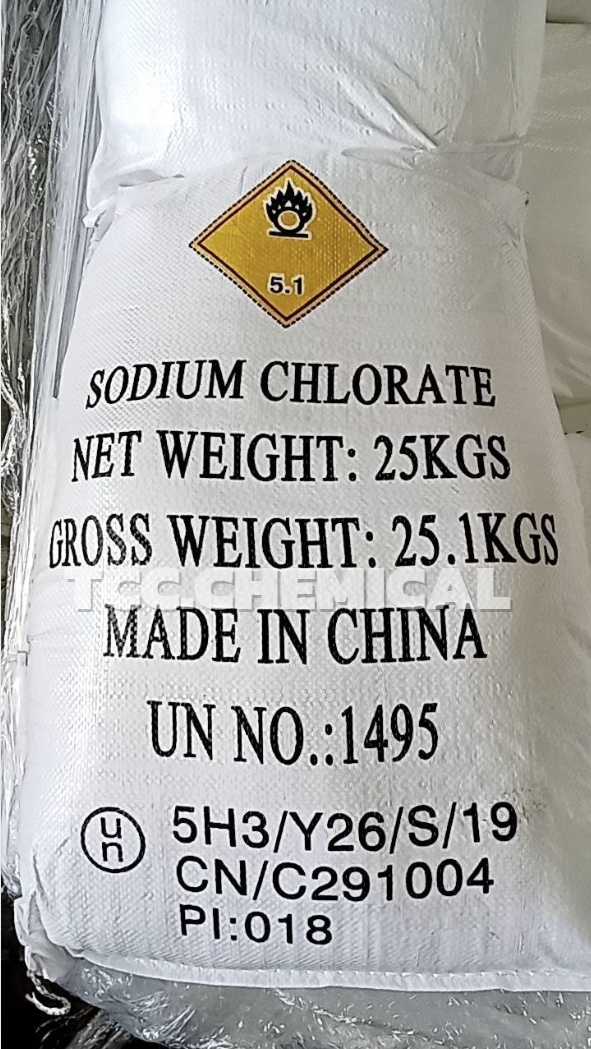 5.1
SODIUM CHLORATE
NET WEIGHT: 25KGS
GROSS WEIGHT: 25.1KGS
TCC.CHEMICAL
MADE IN CHINA
UN NO.:1495
un 5H3/Y26/S/19
CN/C291004
PI:018